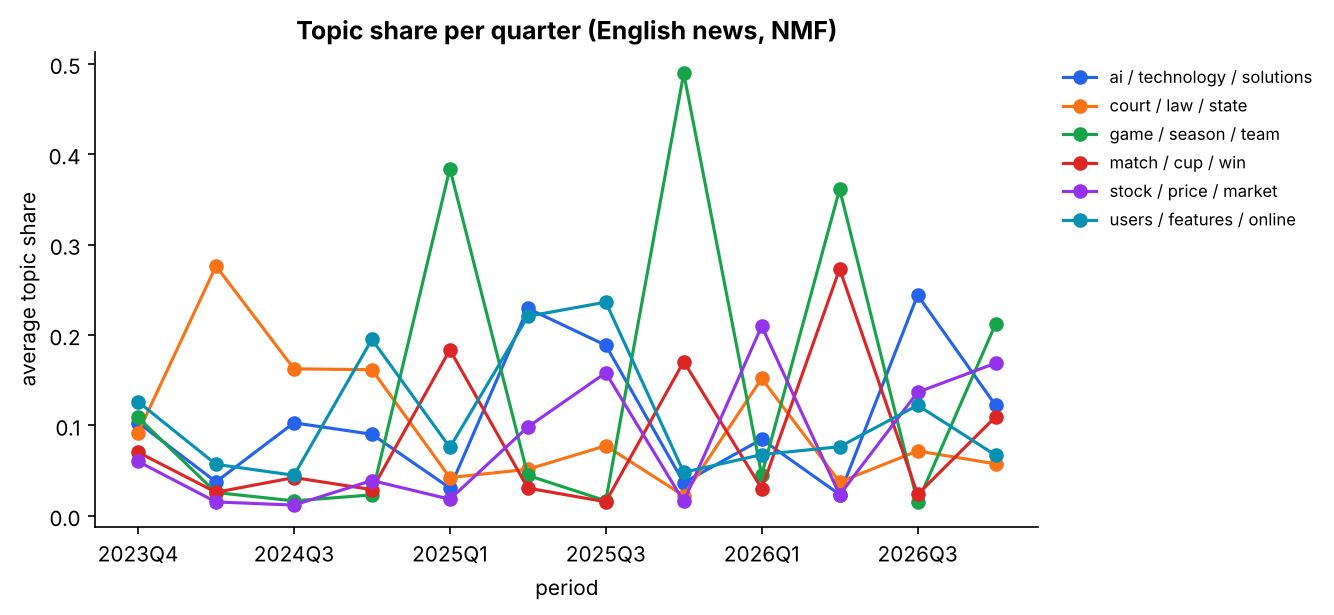 Topic share per quarter (English news, NMF)
0.5
0.4
0.3
0.2
0.1
0.0
average topic share
2023Q4 2024Q3 2025Q1 2025Q3 2026Q1 2026Q3
period
ai / technology / solutions
court / law / state
game / season / team
match / cup / win
stock / price / market
users / features / online